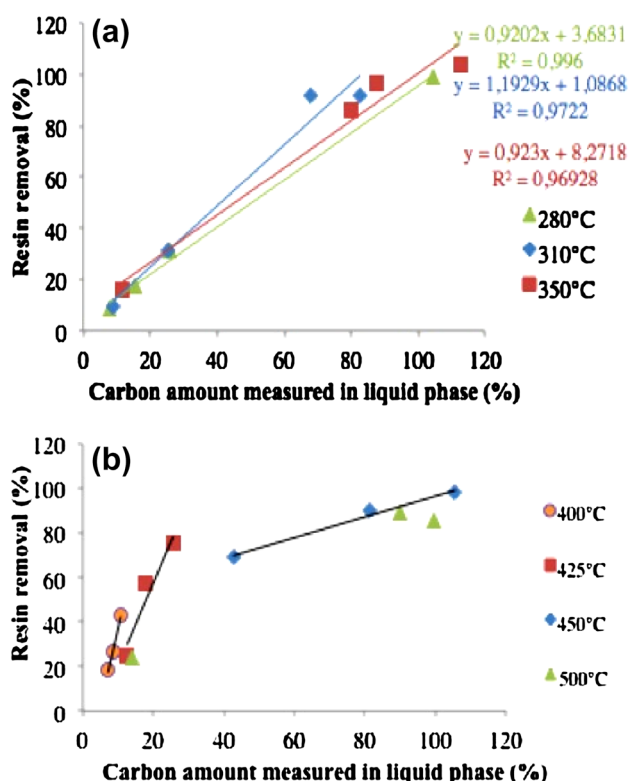 (a)
y = 0,9202x + 3,6831
R² = 0,996
y = 1,1929x + 1,0868
R² = 0,9722
y = 0,923x + 8,2718
R² = 0,96928
280°C
310°C
350°C
120
100
80
60
40
20
0
Resin removal (%)
0 20 40 60 80 100 120
Carbon amount measured in liquid phase (%)
(b)
120
100
80
60
40
20
0
Resin removal (%)
400°C
425°C
450°C
500°C
0 20 40 60 80 100 120
Carbon amount measured in liquid phase (%)